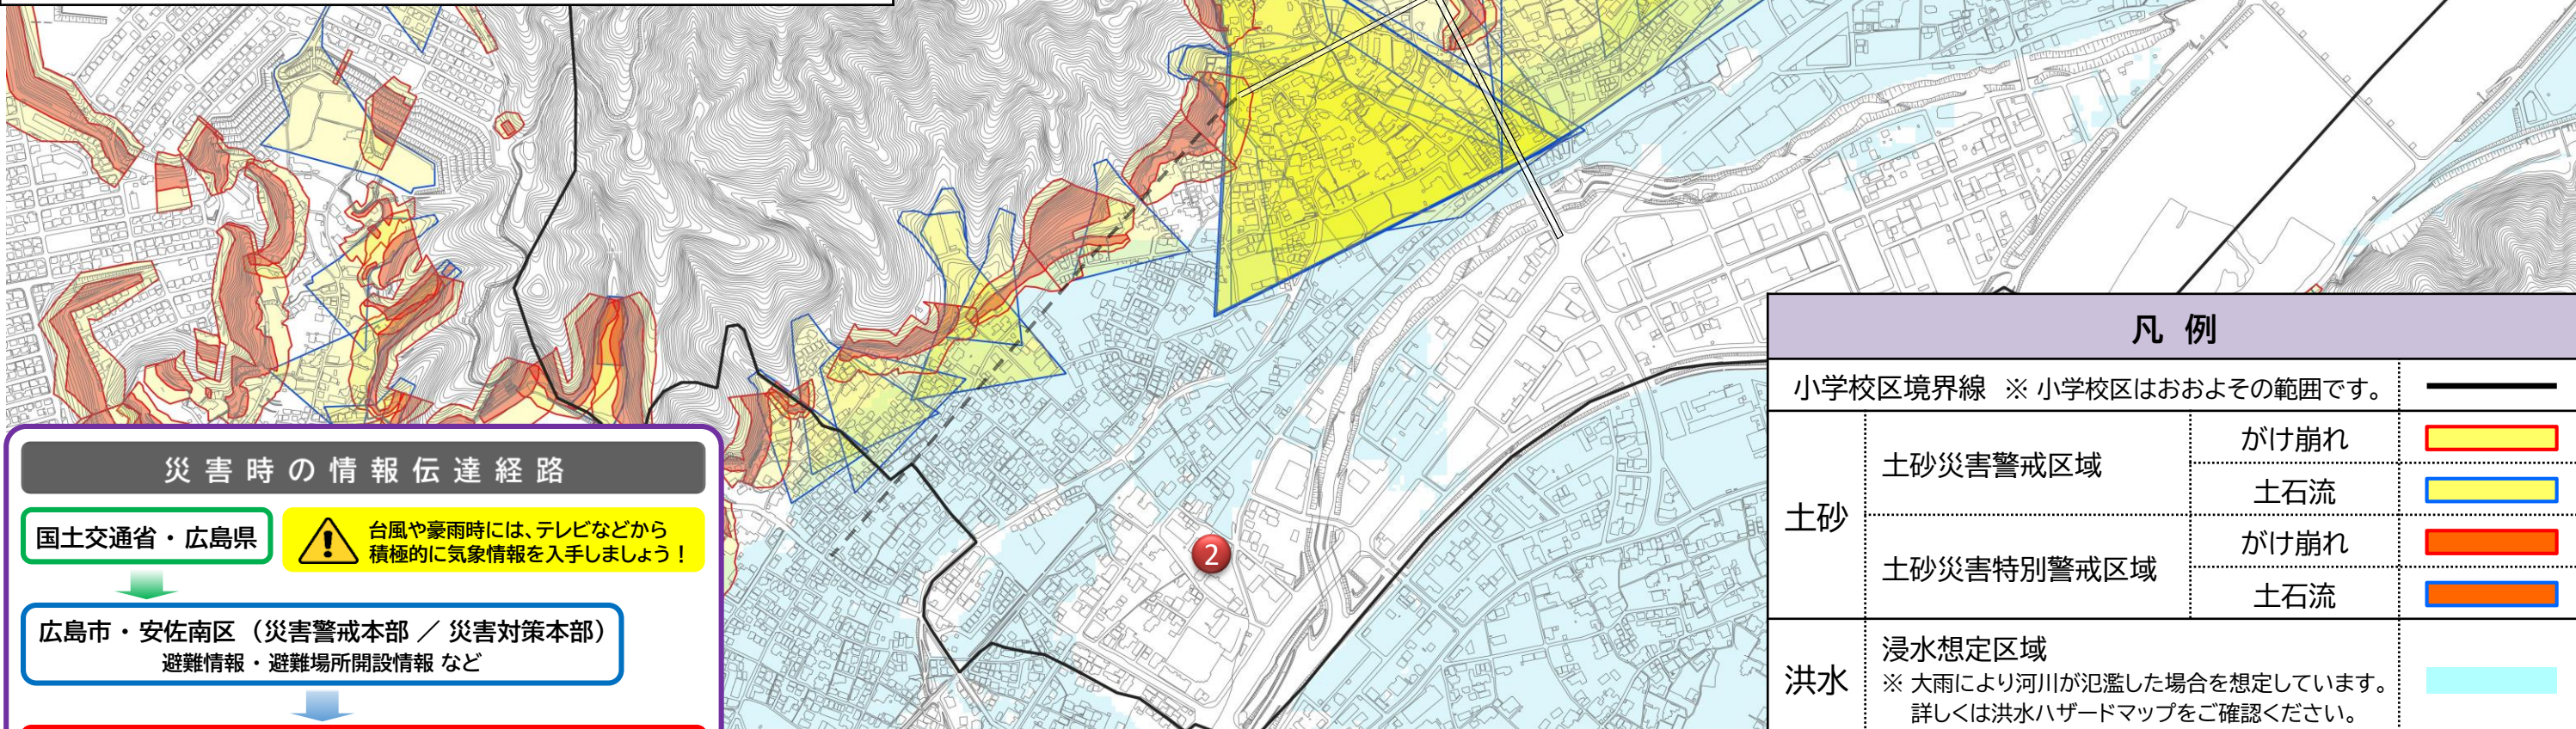 災害時の情報伝達経路
国土交通省・広島県
台風や豪雨時には、テレビなどから
積極的に気象情報を入手しましょう！
広島市・安佐南区（災害警戒本部 ／ 災害対策本部）
避難情報・避難場所開設情報 など
2
凡 例
小学校区境界線 ※ 小学校区はおおよその範囲です。
土砂
土砂災害警戒区域
がけ崩れ
土石流
土砂災害特別警戒区域
がけ崩れ
土石流
洪水
浸水想定区域
※ 大雨により河川が氾濫した場合を想定しています。
詳しくは洪水ハザードマップをご確認ください。